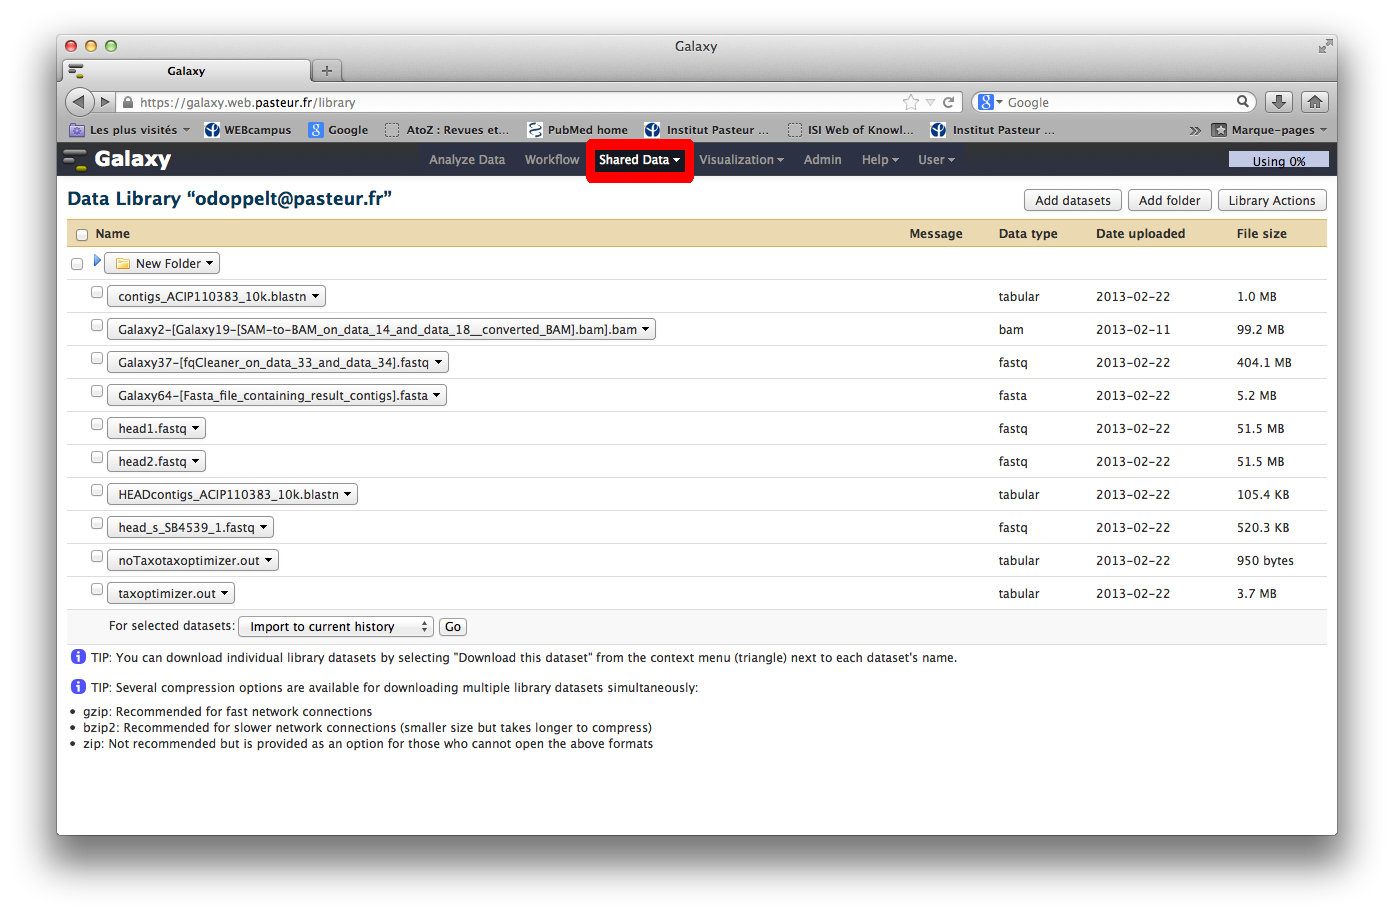 Galaxy
Galaxy
https://galaxy.web.pasteur.fr/library
Google
Les plus visités WEBcampus Google AtoZ : Revues et... PubMed home Institut Pasteur ... ISI Web of Knowl... Institut Pasteur ... Marque-pages
Galaxy Analyze Data Workflow Shared Data Visualization Admin Help User Using 0%
Data Library “odoppelt@pasteur.fr” Add datasets Add folder Library Actions
Name Message Data type Date uploaded File size
New Folder
contigs_ACIP110383_10k.blastn tabular 2013-02-22 1.0 MB
Galaxy2-[Galaxy19-[SAM-to-BAM_on_data_14_and_data_18__converted_BAM].bam].bam bam 2013-02-11 99.2 MB
Galaxy37-[fqCleaner_on_data_33_and_data_34].fastq fastq 2013-02-22 404.1 MB
Galaxy64-[Fasta_file_containing_result_contigs].fasta fasta 2013-02-22 5.2 MB
head1.fastq fastq 2013-02-22 51.5 MB
head2.fastq fastq 2013-02-22 51.5 MB
HEADcontigs_ACIP110383_10k.blastn tabular 2013-02-22 105.4 KB
head_s_SB4539_1.fastq fastq 2013-02-22 520.3 KB
noTaxotaxoptimizer.out tabular 2013-02-22 950 bytes
taxoptimizer.out tabular 2013-02-22 3.7 MB
For selected datasets: Import to current history Go
TIP: You can download individual library datasets by selecting "Download this dataset" from the context menu (triangle) next to each dataset's name.
TIP: Several compression options are available for downloading multiple library datasets simultaneously:
• gzip: Recommended for fast network connections
• bzip2: Recommended for slower network connections (smaller size but takes longer to compress)
• zip: Not recommended but is provided as an option for those who cannot open the above formats